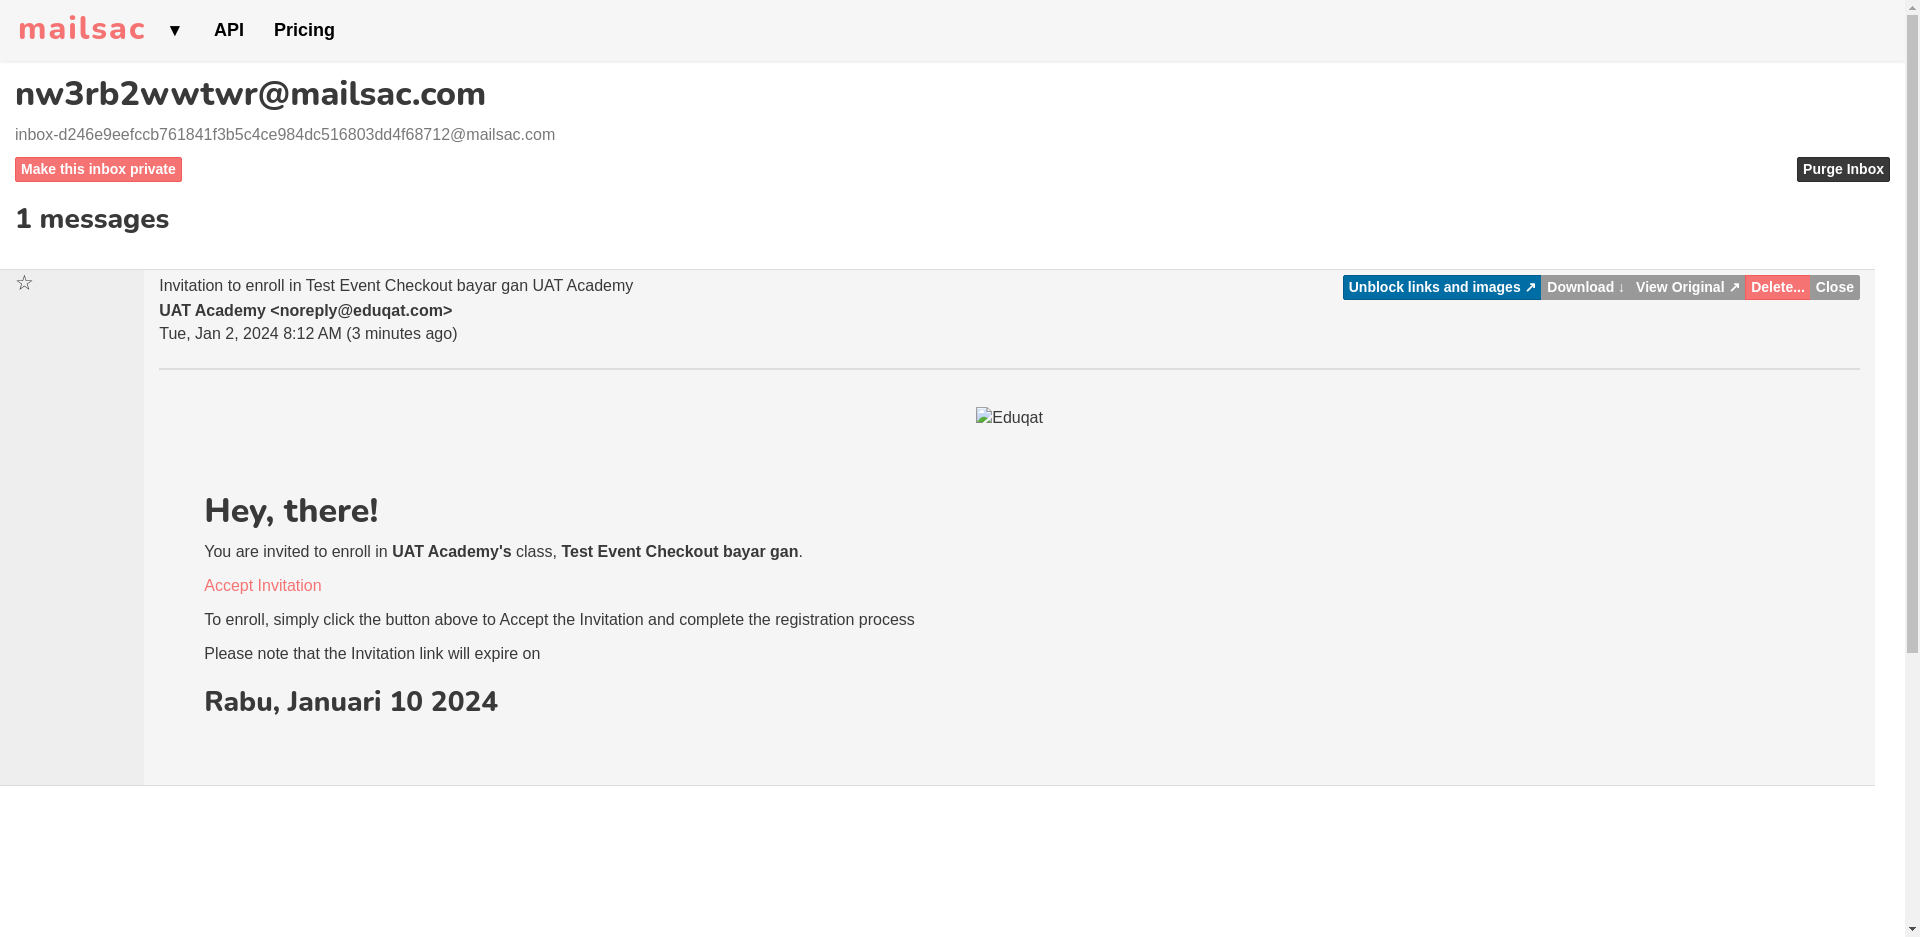 mailsac ▼ API Pricing
nw3rb2wwtwr@mailsac.com
inbox-d246e9eefccb761841f3b5c4ce984dc516803dd4f68712@mailsac.com
Make this inbox private Purge Inbox
1 messages
☆ Invitation to enroll in Test Event Checkout bayar gan UAT Academy Unblock links and images ↗ Download ↓ View Original ↗ Delete... Close
UAT Academy <noreply@eduqat.com>
Tue, Jan 2, 2024 8:12 AM (3 minutes ago)
Eduqat
Hey, there!
You are invited to enroll in UAT Academy's class, Test Event Checkout bayar gan.
Accept Invitation
To enroll, simply click the button above to Accept the Invitation and complete the registration process
Please note that the Invitation link will expire on
Rabu, Januari 10 2024